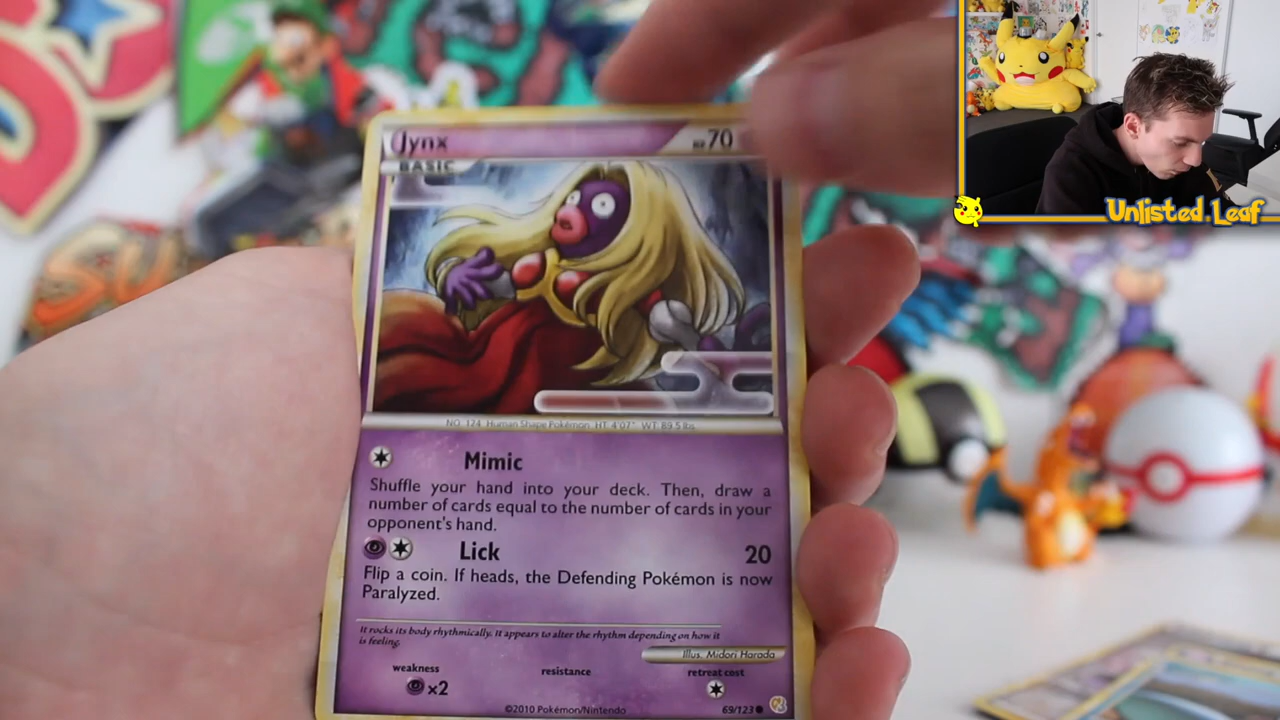 Jynx
HP 70
BASIC
Unlisted.Leaf
NO. 124 Human Shape Pokémon HT: 4'07" WT: 89.5 lbs
Mimic
Shuffle your hand into your deck. Then, draw a
number of cards equal to the number of cards in your
opponent's hand.
Lick 20
Flip a coin. If heads, the Defending Pokémon is now
Paralyzed.
It rocks its body rhythmically. It appears to alter the rhythm depending on how it
is feeling.
Illus. Midori Harada
weakness resistance retreat cost
×2
©2010 Pokémon/Nintendo 69/123